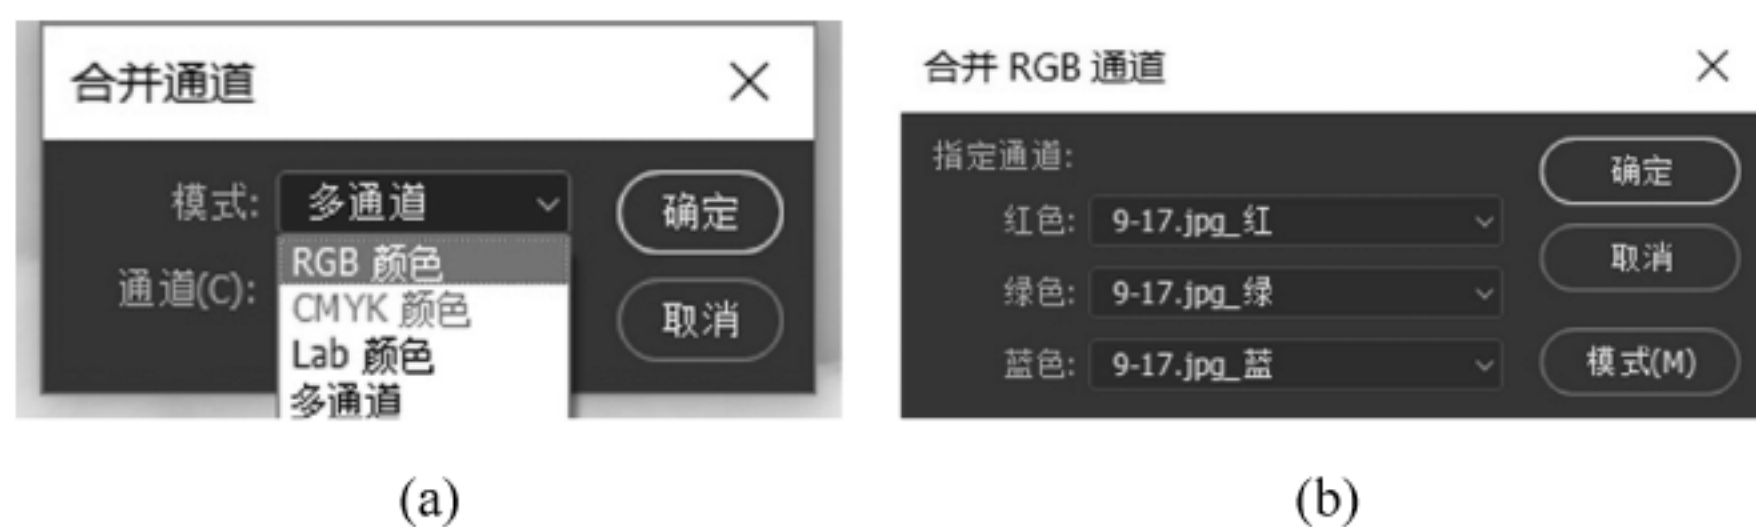 合并通道
模式: 多通道 确定
RGB 颜色
CMYK 颜色
通道(C):
Lab 颜色
取消
多通道
(a)
合并 RGB 通道
指定通道:
确定
红色: 9-17.jpg_红
取消
绿色: 9-17.jpg_绿
蓝色: 9-17.jpg_蓝
模式(M)
(b)